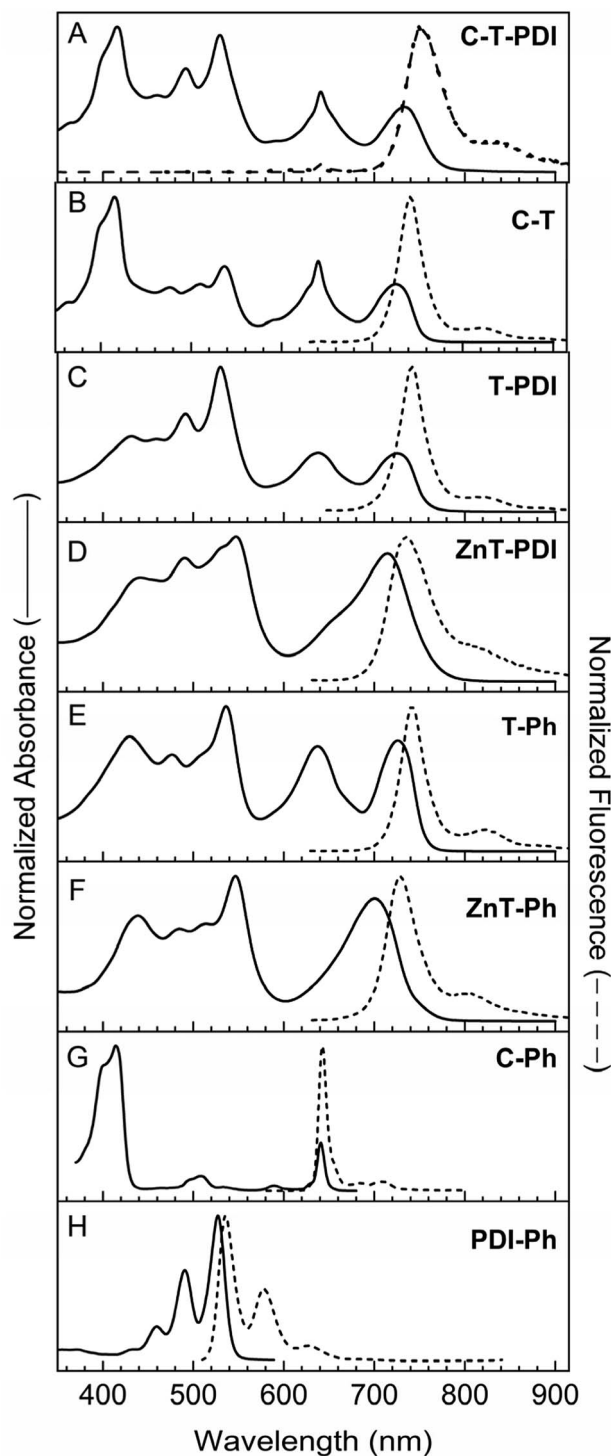 A
C-T-PDI
B
C-T
C
T-PDI
D
ZnT-PDI
E
T-Ph
F
ZnT-Ph
G
C-Ph
H
PDI-Ph
Normalized Absorbance (———)
Normalized Fluorescence (– – – –)
400 500 600 700 800 900
Wavelength (nm)